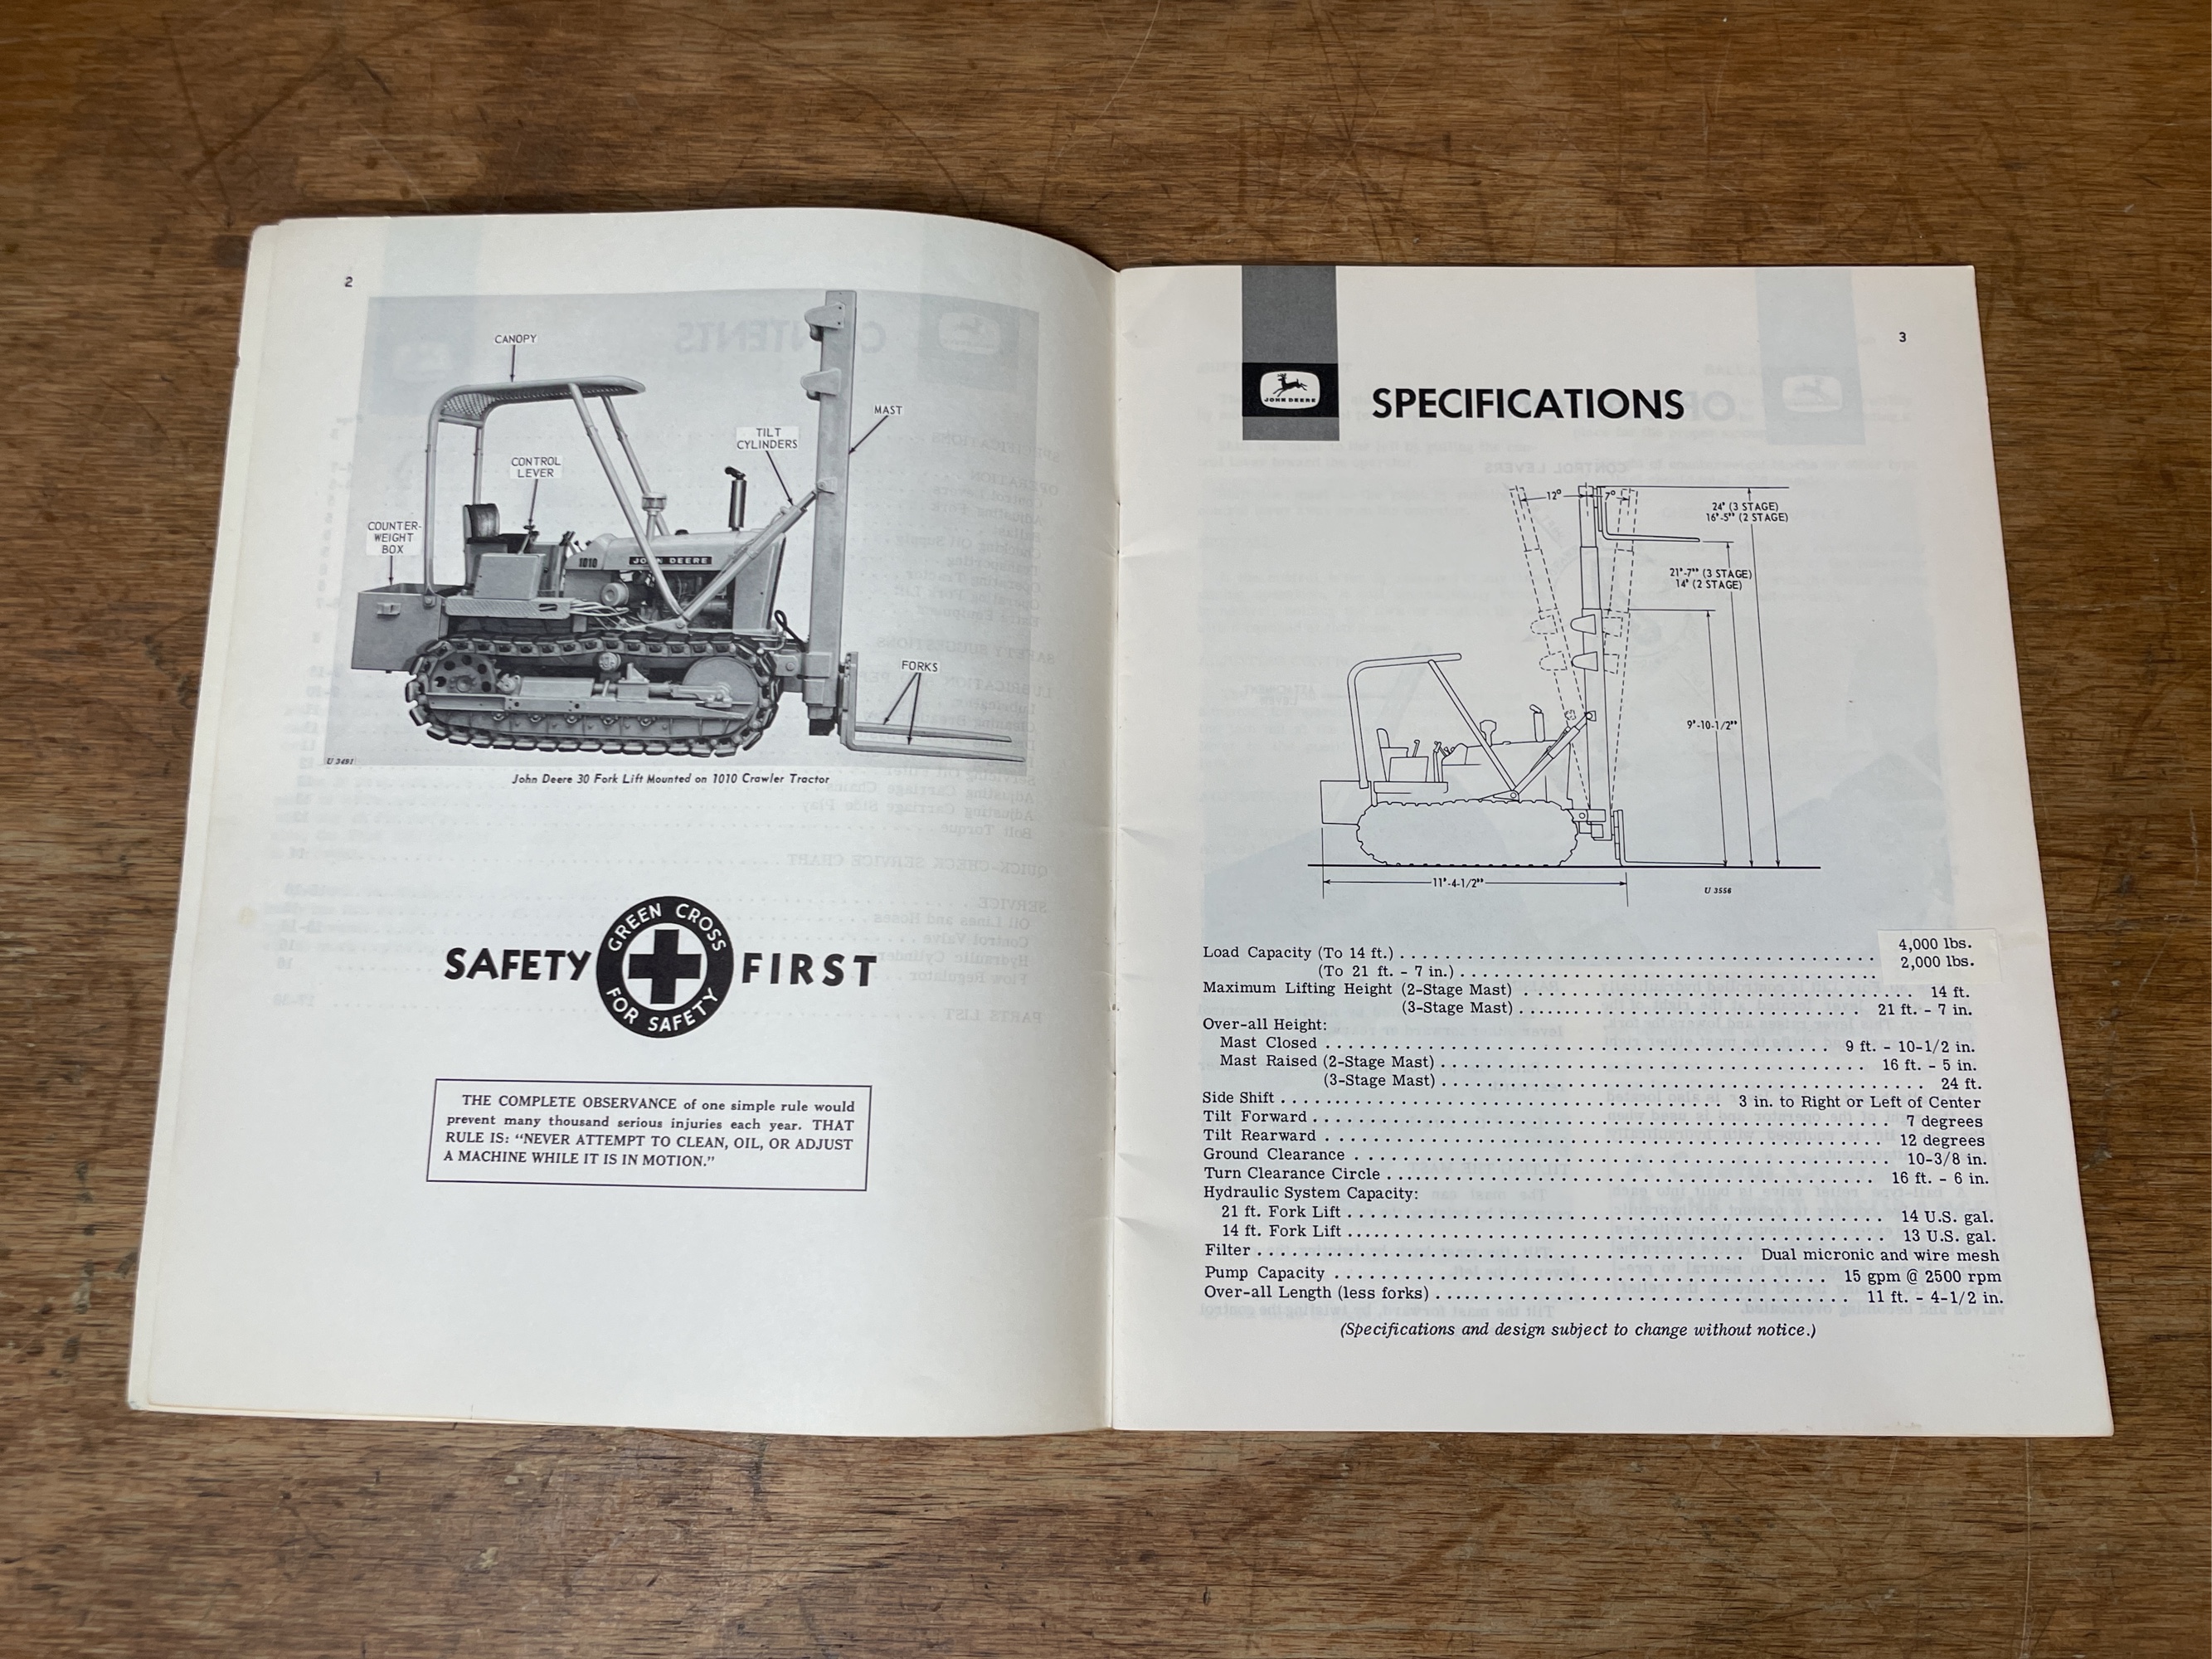 2
CANOPY
MAST
TILT
CYLINDERS
CONTROL
LEVER
COUNTER-
WEIGHT
BOX
1010
JOHN DEERE
FORKS
U 3491
John Deere 30 Fork Lift Mounted on 1010 Crawler Tractor
SAFETY FIRST
GREEN CROSS
FOR SAFETY
THE COMPLETE OBSERVANCE of one simple rule would
prevent many thousand serious injuries each year. THAT
RULE IS: "NEVER ATTEMPT TO CLEAN, OIL, OR ADJUST
A MACHINE WHILE IT IS IN MOTION."
3
JOHN DEERE
SPECIFICATIONS
12° 7°
24' (3 STAGE)
16'-5" (2 STAGE)
21'-7" (3 STAGE)
14' (2 STAGE)
9'-10-1/2"
11'-4-1/2"
U 3556
Load Capacity (To 14 ft.) . . . . . . . . . . . . . . . . . . . . 4,000 lbs.
(To 21 ft. - 7 in.) . . . . . . . . . . . . . . . . . . . . 2,000 lbs.
Maximum Lifting Height (2-Stage Mast) . . . . . . . . . . . . . . . . . . . . 14 ft.
(3-Stage Mast) . . . . . . . . . . . . . . . . . . . . 21 ft. - 7 in.
Over-all Height:
Mast Closed . . . . . . . . . . . . . . . . . . . . 9 ft. - 10-1/2 in.
Mast Raised (2-Stage Mast) . . . . . . . . . . . . . . . . . . . . 16 ft. - 5 in.
(3-Stage Mast) . . . . . . . . . . . . . . . . . . . . 24 ft.
Side Shift . . . . . . . . . . . . . . . . . . . . 3 in. to Right or Left of Center
Tilt Forward . . . . . . . . . . . . . . . . . . . . 7 degrees
Tilt Rearward . . . . . . . . . . . . . . . . . . . . 12 degrees
Ground Clearance . . . . . . . . . . . . . . . . . . . . 10-3/8 in.
Turn Clearance Circle . . . . . . . . . . . . . . . . . . . . 16 ft. - 6 in.
Hydraulic System Capacity:
21 ft. Fork Lift . . . . . . . . . . . . . . . . . . . . 14 U.S. gal.
14 ft. Fork Lift . . . . . . . . . . . . . . . . . . . . 13 U.S. gal.
Filter . . . . . . . . . . . . . . . . . . . . Dual micronic and wire mesh
Pump Capacity . . . . . . . . . . . . . . . . . . . . 15 gpm @ 2500 rpm
Over-all Length (less forks) . . . . . . . . . . . . . . . . . . . . 11 ft. - 4-1/2 in.
(Specifications and design subject to change without notice.)